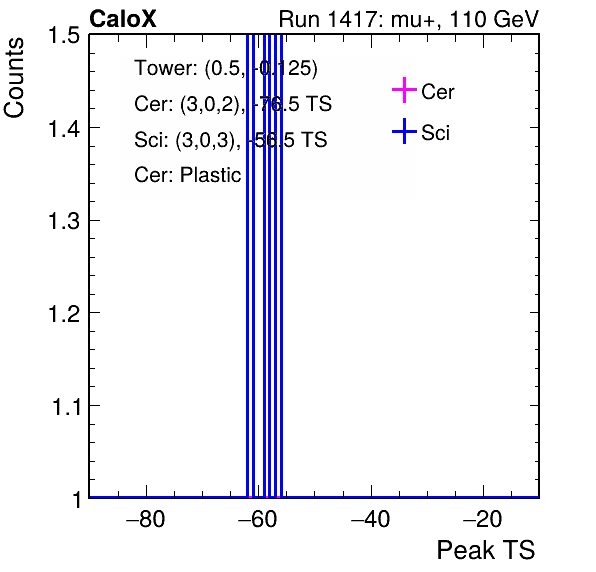 CaloX Run 1417: mu+, 110 GeV
Counts
Tower: (0.5, -0.125)
Cer: (3,0,2), -76.5 TS
Sci: (3,0,3), -56.5 TS
Cer: Plastic
Cer
Sci
1.5
1.4
1.3
1.2
1.1
1
−80 −60 −40 −20
Peak TS